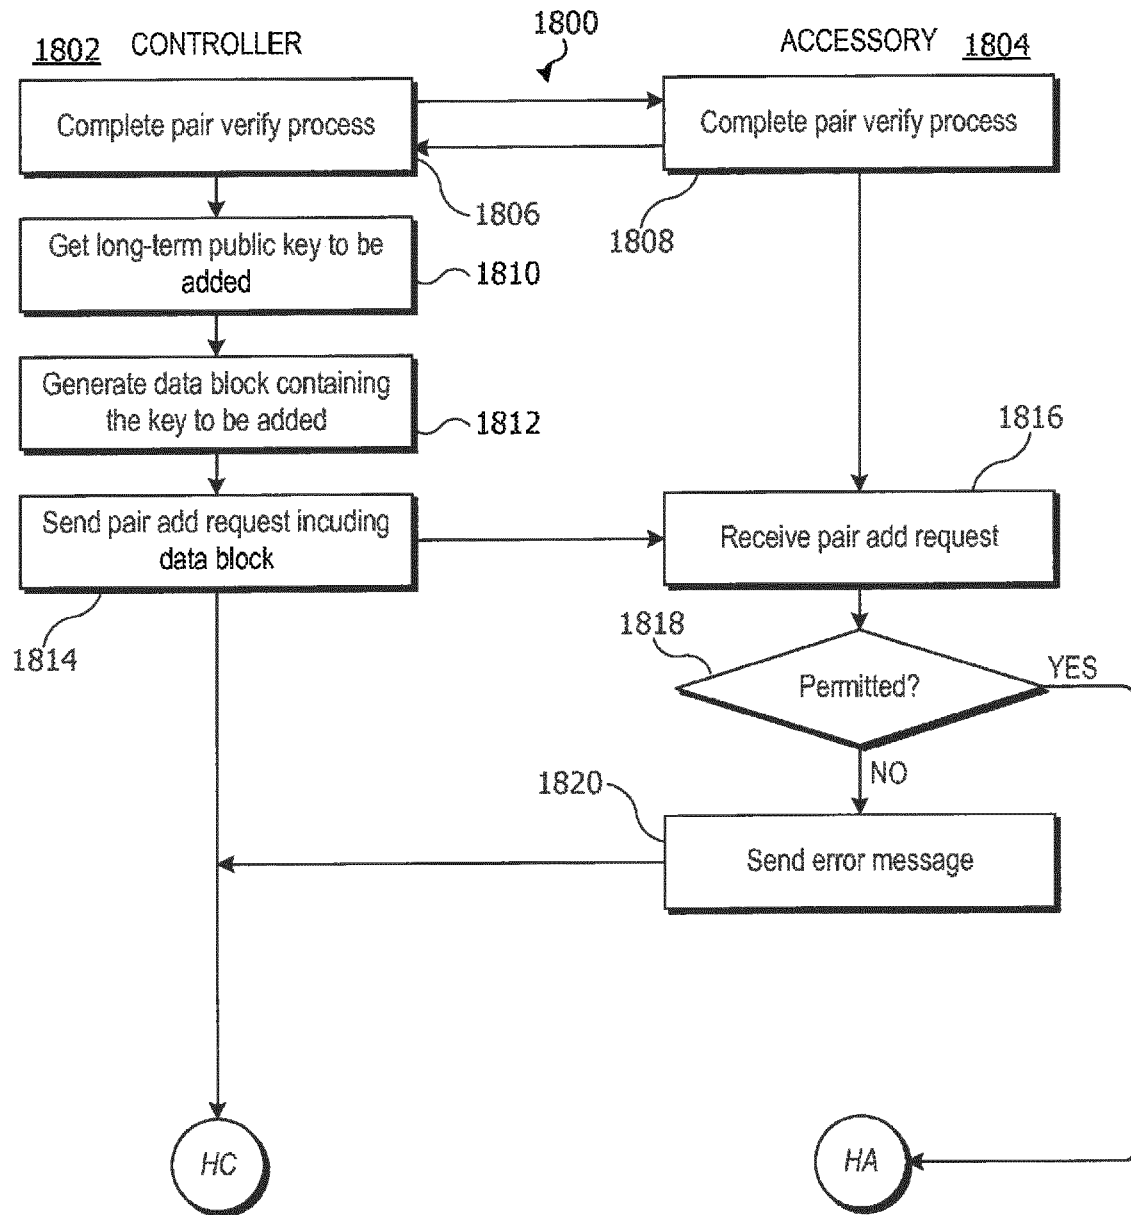 1800
1802 CONTROLLER
ACCESSORY 1804
Complete pair verify process
Complete pair verify process
1806
1808
Get long-term public key to be
added
1810
Generate data block containing
the key to be added
1812
1816
Send pair add request incuding
data block
Receive pair add request
1814
1818
Permitted?
YES
NO
1820
Send error message
HC
HA